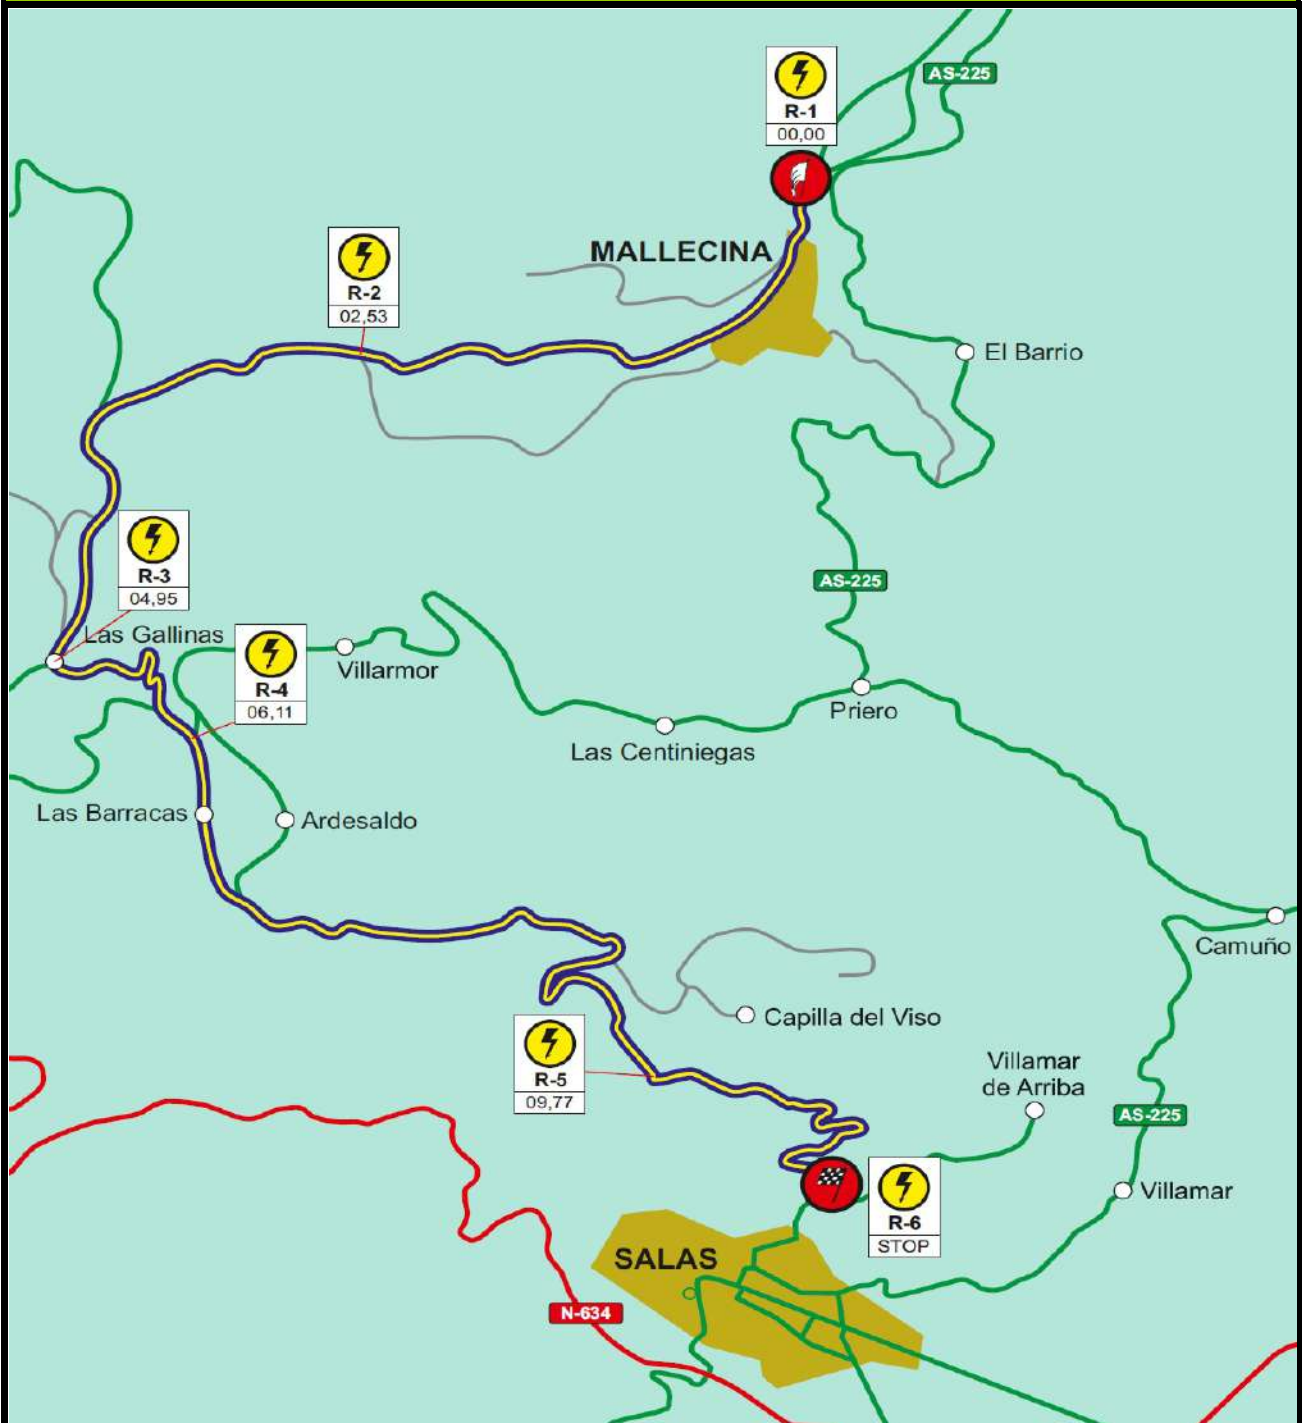 AS-225
R-1
00,00
MALLECINA
R-2
02,53
El Barrio
R-3
04,95
AS-225
Las Gallinas
Villarmor
R-4
06,11
Priero
Las Centiniegas
Las Barracas
Ardesaldo
Camuño
Capilla del Viso
R-5
09,77
Villamar
de Arriba
AS-225
Villamar
R-6
STOP
SALAS
N-634